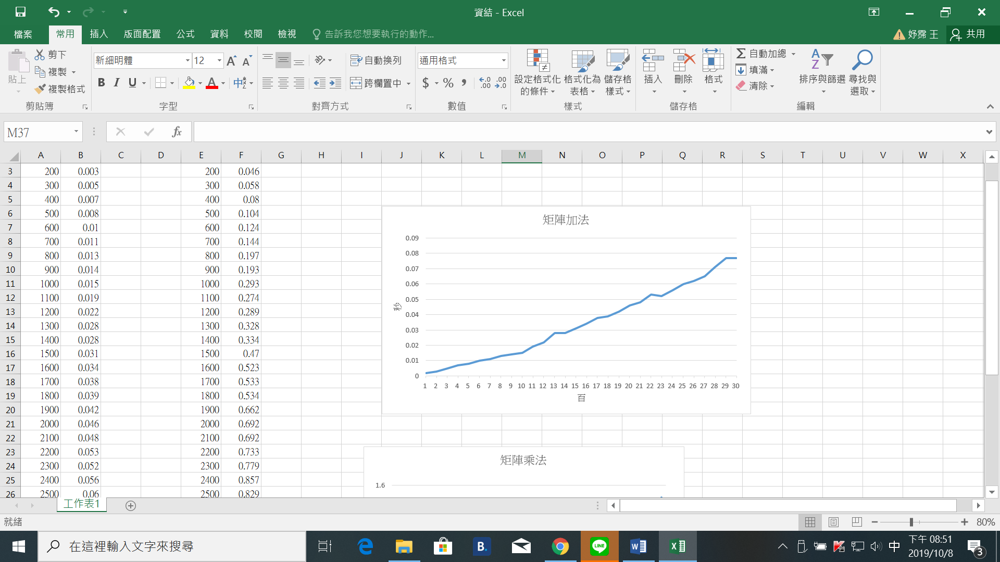 資結 - Excel
檔案 常用 插入 版面配置 公式 資料 校閱 檢視 告訴我您想要執行的動作... 妤霈 王 共用
貼上 剪下 複製 複製格式 剪貼簿
新細明體 12 B I U A 中 字型
自動換列 跨欄置中 對齊方式
通用格式 $ % 數值
設定格式化的條件 格式化為表格 儲存格樣式 樣式
插入 刪除 格式 儲存格
自動加總 填滿 清除 排序與篩選 尋找與選取 編輯
M37 fx
A B C D E F G H I J K L M N O P Q R S T U V W X
3 200 0.003 200 0.046
4 300 0.005 300 0.058
5 400 0.007 400 0.08
6 500 0.008 500 0.104
7 600 0.01 600 0.124
8 700 0.011 700 0.144
9 800 0.013 800 0.197
10 900 0.014 900 0.193
11 1000 0.015 1000 0.293
12 1100 0.019 1100 0.274
13 1200 0.022 1200 0.289
14 1300 0.028 1300 0.328
15 1400 0.028 1400 0.334
16 1500 0.031 1500 0.47
17 1600 0.034 1600 0.523
18 1700 0.038 1700 0.533
19 1800 0.039 1800 0.534
20 1900 0.042 1900 0.662
21 2000 0.046 2000 0.692
22 2100 0.048 2100 0.692
23 2200 0.053 2200 0.733
24 2300 0.052 2300 0.779
25 2400 0.056 2400 0.857
26 2500 0.06 2500 0.829
矩陣加法
0.09
0.08
0.07
0.06
0.05
0.04
0.03
0.02
0.01
0
秒
1 2 3 4 5 6 7 8 9 10 11 12 13 14 15 16 17 18 19 20 21 22 23 24 25 26 27 28 29 30
百
矩陣乘法
1.6
工作表1
就緒 80%
在這裡輸入文字來搜尋
B. LINE 中
下午 08:51
2019/10/8
3